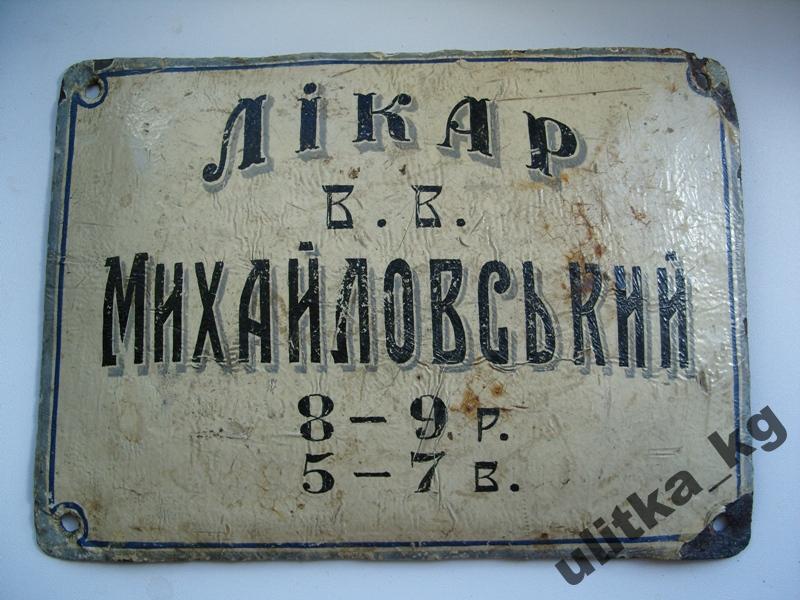 Лікар
В. В.
Михайловський
8 – 9 р.
5 – 7 в.
ulitka_kg